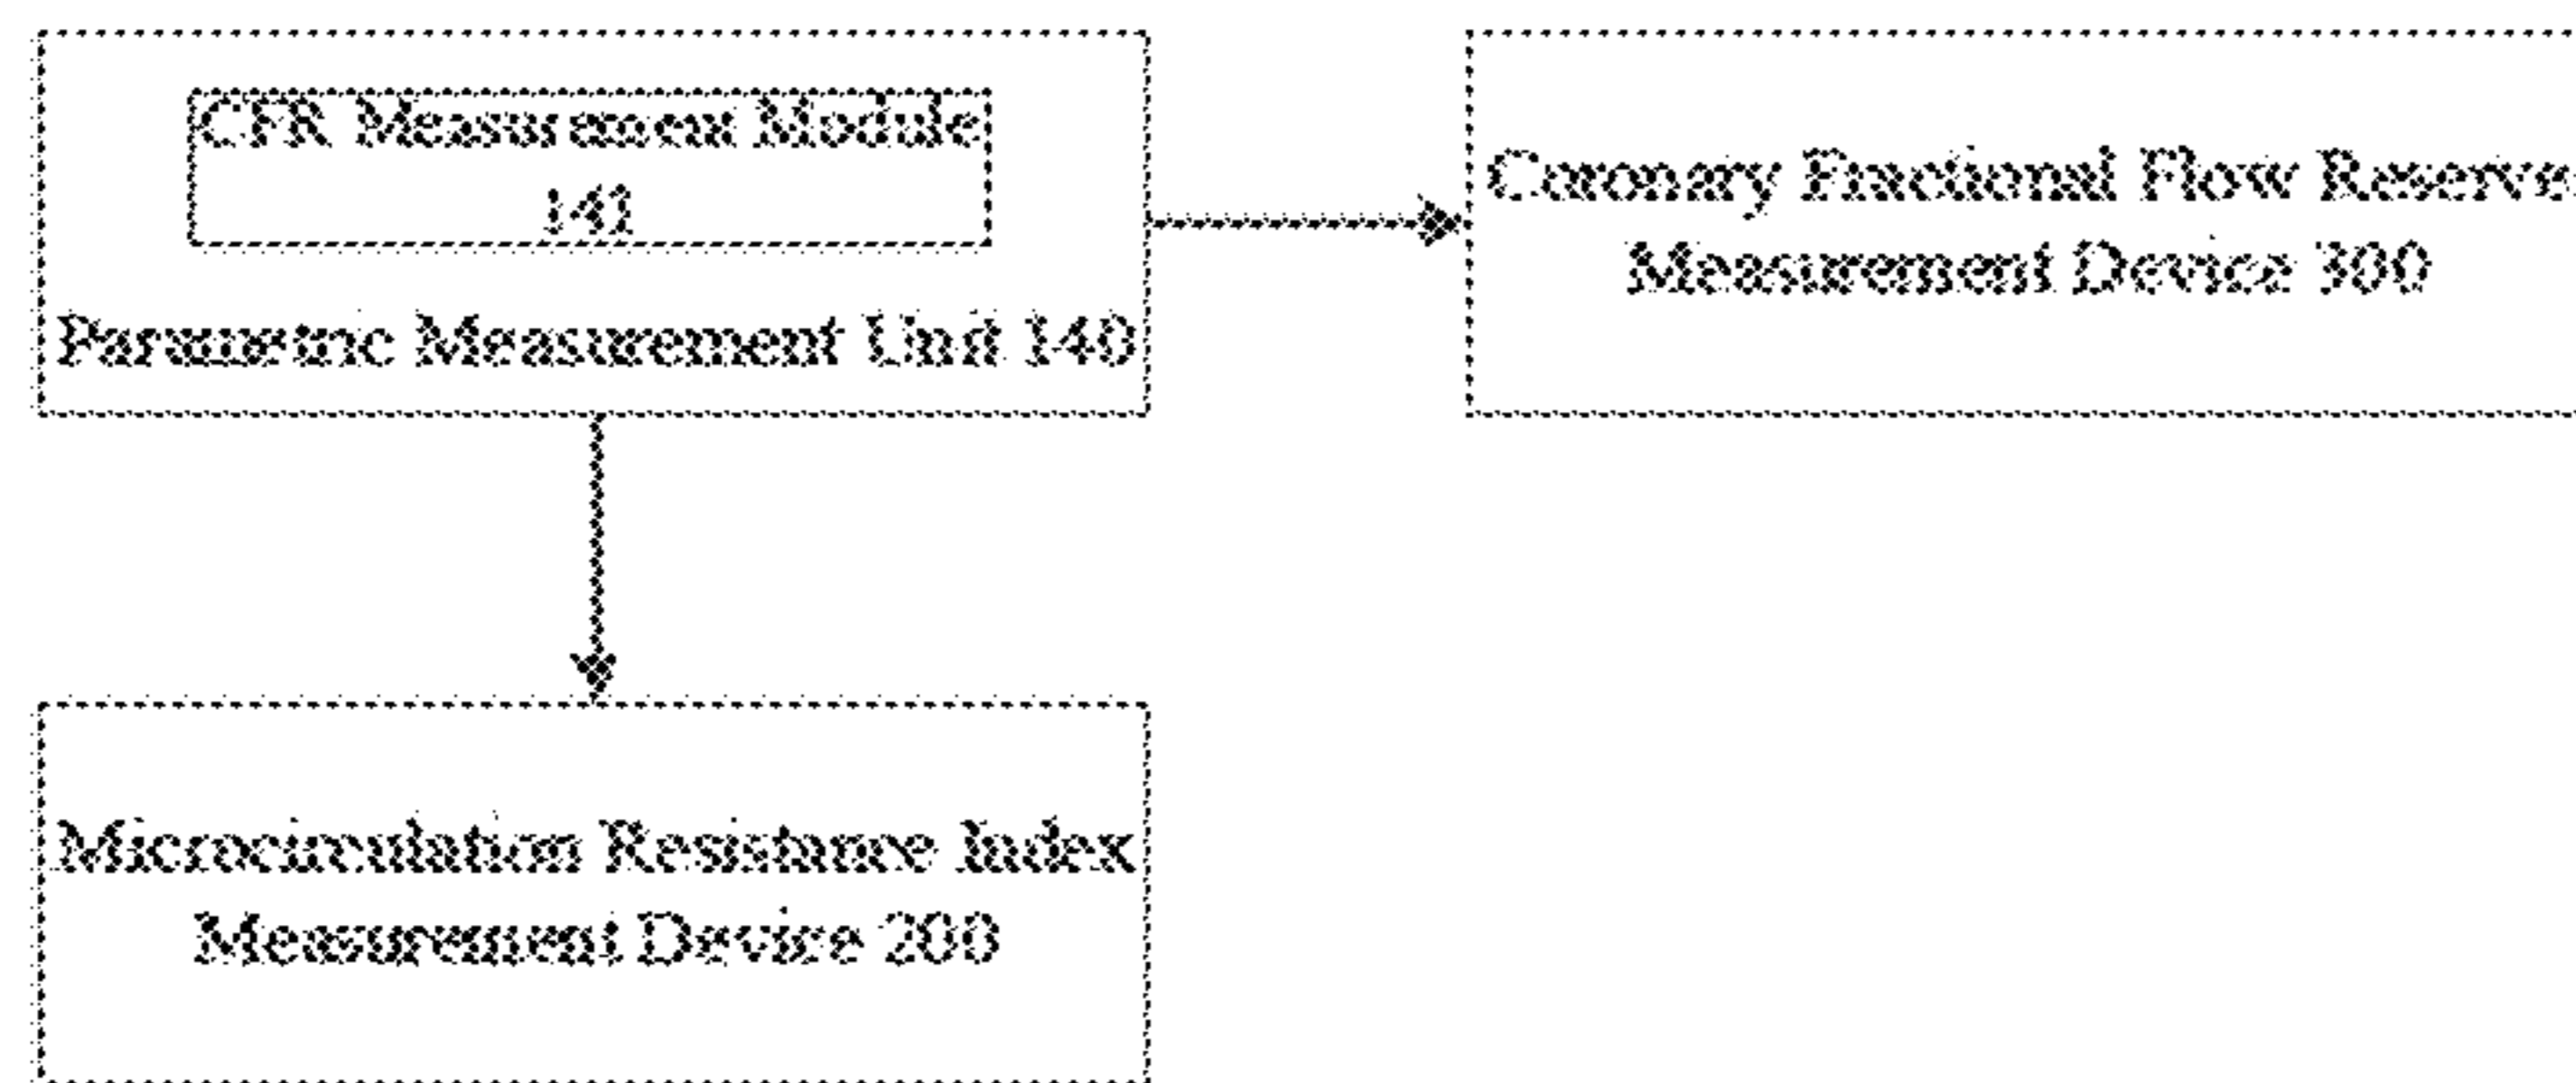 CFR Measurement Module
141
Parametric Measurement Unit 140
Coronary Fractional Flow Reserve
Measurement Device 300
Microcirculation Resistance Index
Measurement Device 200